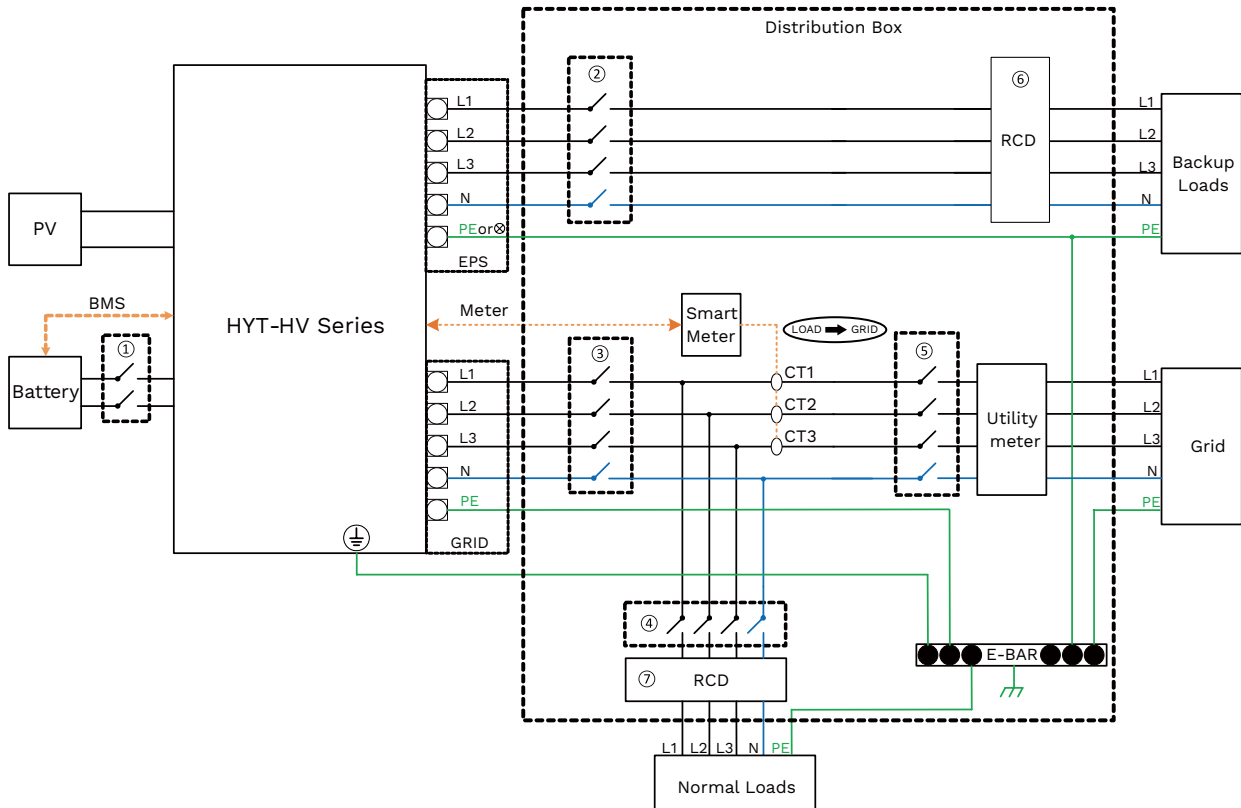 Distribution Box
②
⑥
L1
L1
L2
RCD
L2
L3
L3
Backup
Loads
N
N
PV
PEor⊗
PE
EPS
BMS
HYT-HV Series
Meter
Smart
Meter
LOAD ➡ GRID
①
③
⑤
Battery
L1
CT1
L1
L2
CT2
Utility
meter
L2
L3
CT3
L3
Grid
N
N
PE
PE
GRID
④
E-BAR
⑦
RCD
L1 L2 L3 N PE
Normal Loads